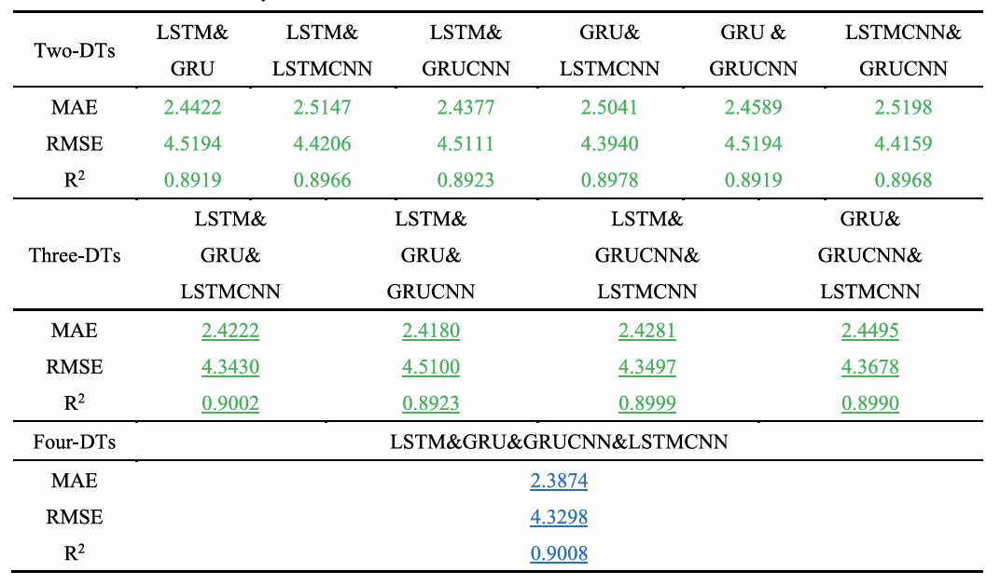 Two-DTs LSTM& LSTM& LSTM& GRU& GRU & LSTMCNN&
GRU LSTMCNN GRUCNN LSTMCNN GRUCNN GRUCNN
MAE 2.4422 2.5147 2.4377 2.5041 2.4589 2.5198
RMSE 4.5194 4.4206 4.5111 4.3940 4.5194 4.4159
R² 0.8919 0.8966 0.8923 0.8978 0.8919 0.8968
LSTM& LSTM& LSTM& GRU&
Three-DTs GRU& GRU& GRUCNN& GRUCNN&
LSTMCNN GRUCNN LSTMCNN LSTMCNN
MAE 2.4222 2.4180 2.4281 2.4495
RMSE 4.3430 4.5100 4.3497 4.3678
R² 0.9002 0.8923 0.8999 0.8990
Four-DTs LSTM&GRU&GRUCNN&LSTMCNN
MAE 2.3874
RMSE 4.3298
R² 0.9008